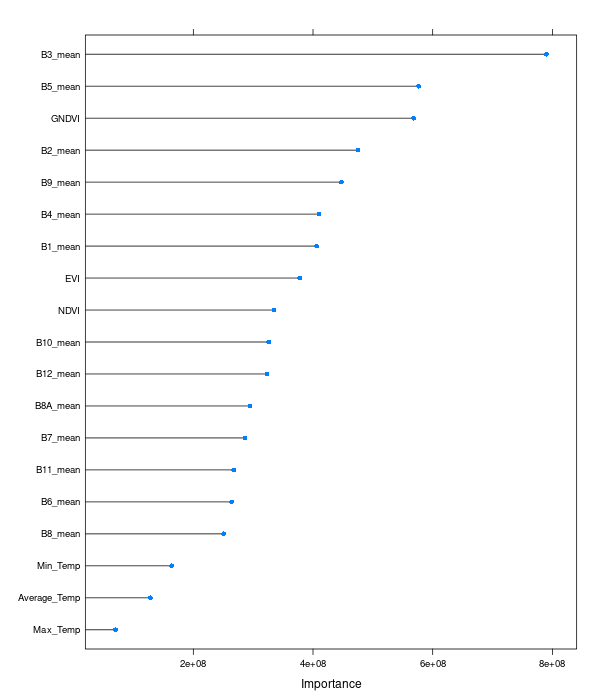 B3_mean
B5_mean
GNDVI
B2_mean
B9_mean
B4_mean
B1_mean
EVI
NDVI
B10_mean
B12_mean
B8A_mean
B7_mean
B11_mean
B6_mean
B8_mean
Min_Temp
Average_Temp
Max_Temp
2e+08 4e+08 6e+08 8e+08
Importance